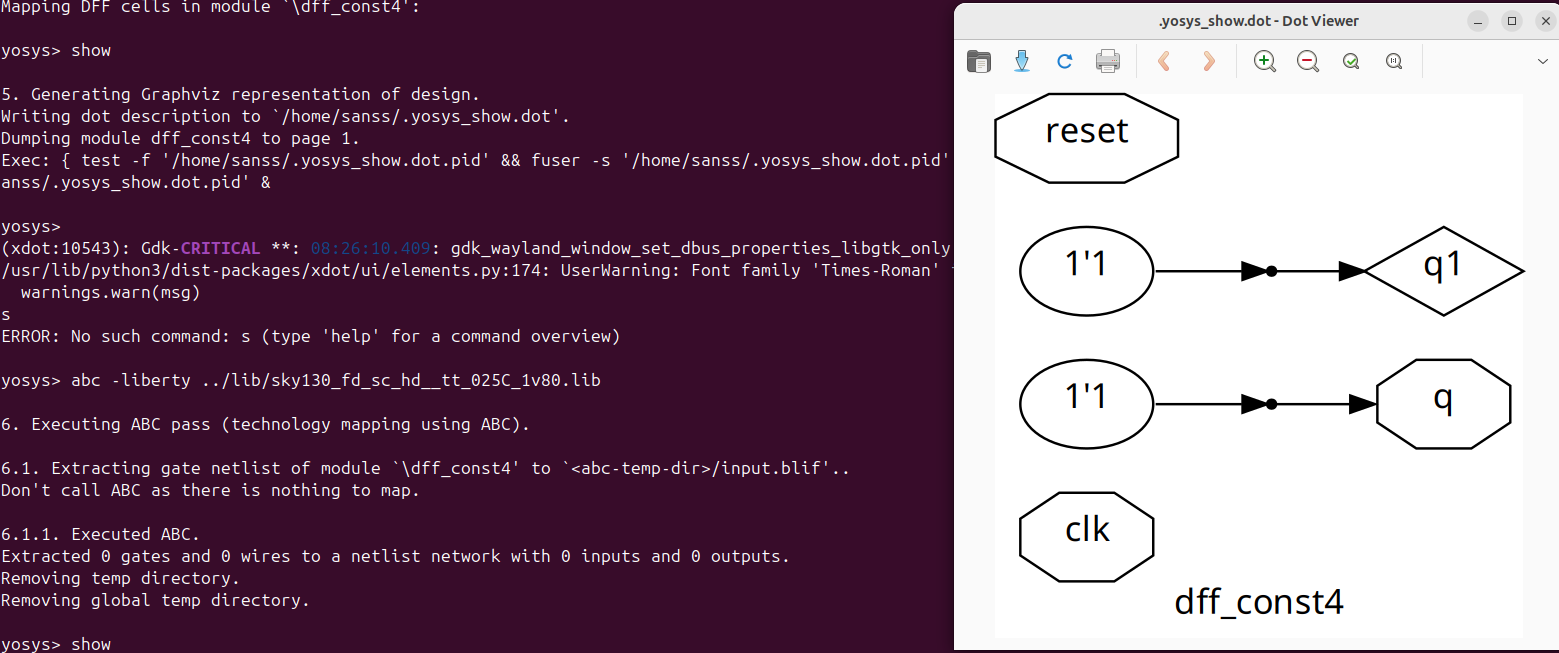 Mapping DFF cells in module `\dff_const4':
yosys> show
5. Generating Graphviz representation of design.
Writing dot description to `/home/sanss/.yosys_show.dot'.
Dumping module dff_const4 to page 1.
Exec: { test -f '/home/sanss/.yosys_show.dot.pid' && fuser -s '/home/sanss/.yosys_show.dot.pid'
anss/.yosys_show.dot.pid' &
yosys>
(xdot:10543): Gdk-CRITICAL **: 08:26:10.409: gdk_wayland_window_set_dbus_properties_libgtk_only
/usr/lib/python3/dist-packages/xdot/ui/elements.py:174: UserWarning: Font family 'Times-Roman'
warnings.warn(msg)
s
ERROR: No such command: s (type 'help' for a command overview)
yosys> abc -liberty ../lib/sky130_fd_sc_hd__tt_025C_1v80.lib
6. Executing ABC pass (technology mapping using ABC).
6.1. Extracting gate netlist of module `\dff_const4' to `<abc-temp-dir>/input.blif'..
Don't call ABC as there is nothing to map.
6.1.1. Executed ABC.
Extracted 0 gates and 0 wires to a netlist network with 0 inputs and 0 outputs.
Removing temp directory.
Removing global temp directory.
yosys> show
.yosys_show.dot - Dot Viewer
reset
1'1
q1
1'1
q
clk
dff_const4